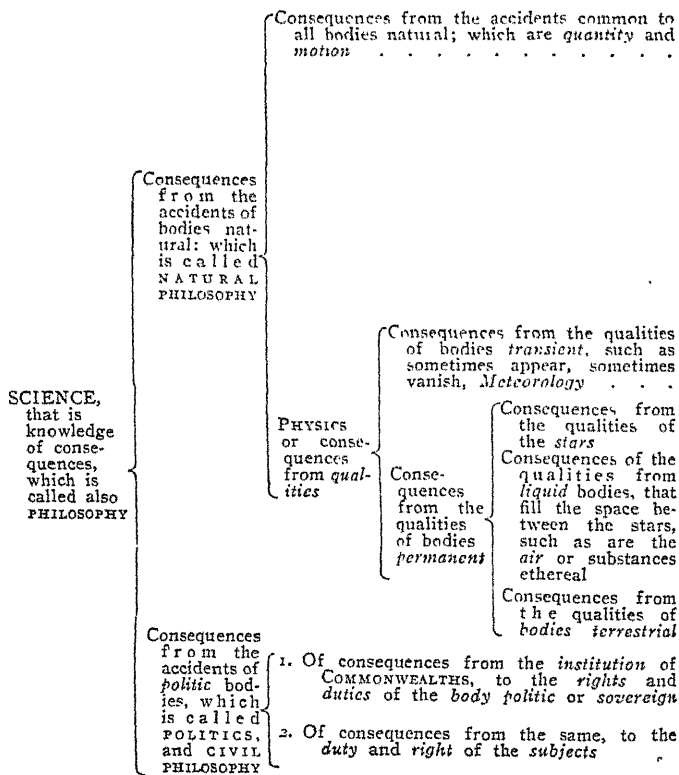 Consequences from the accidents common to
all bodies natural; which are quantity and
motion . . . . . . . . . . . .
Consequences
from the
accidents of
bodies nat-
ural: which
is called
NATURAL
PHILOSOPHY
Consequences from the qualities
of bodies transient, such as
sometimes appear, sometimes
vanish, Meteorology . . .
SCIENCE,
that is
knowledge
of conse-
quences,
which is
called also
PHILOSOPHY
PHYSICS
or conse-
quences
from qual-
ities
Conse-
quences
from the
qualities
of bodies
permanent
Consequences from
the qualities of
the stars
Consequences of the
qualities from
liquid bodies, that
fill the space be-
tween the stars,
such as are the
air or substances
ethereal
Consequences from
the qualities of
bodies terrestrial
Consequences
from the
accidents of
politic bod-
ies, which
is called
POLITICS,
and CIVIL
PHILOSOPHY
1. Of consequences from the institution of
COMMONWEALTHS, to the rights and
duties of the body politic or sovereign
2. Of consequences from the same, to the
duty and right of the subjects